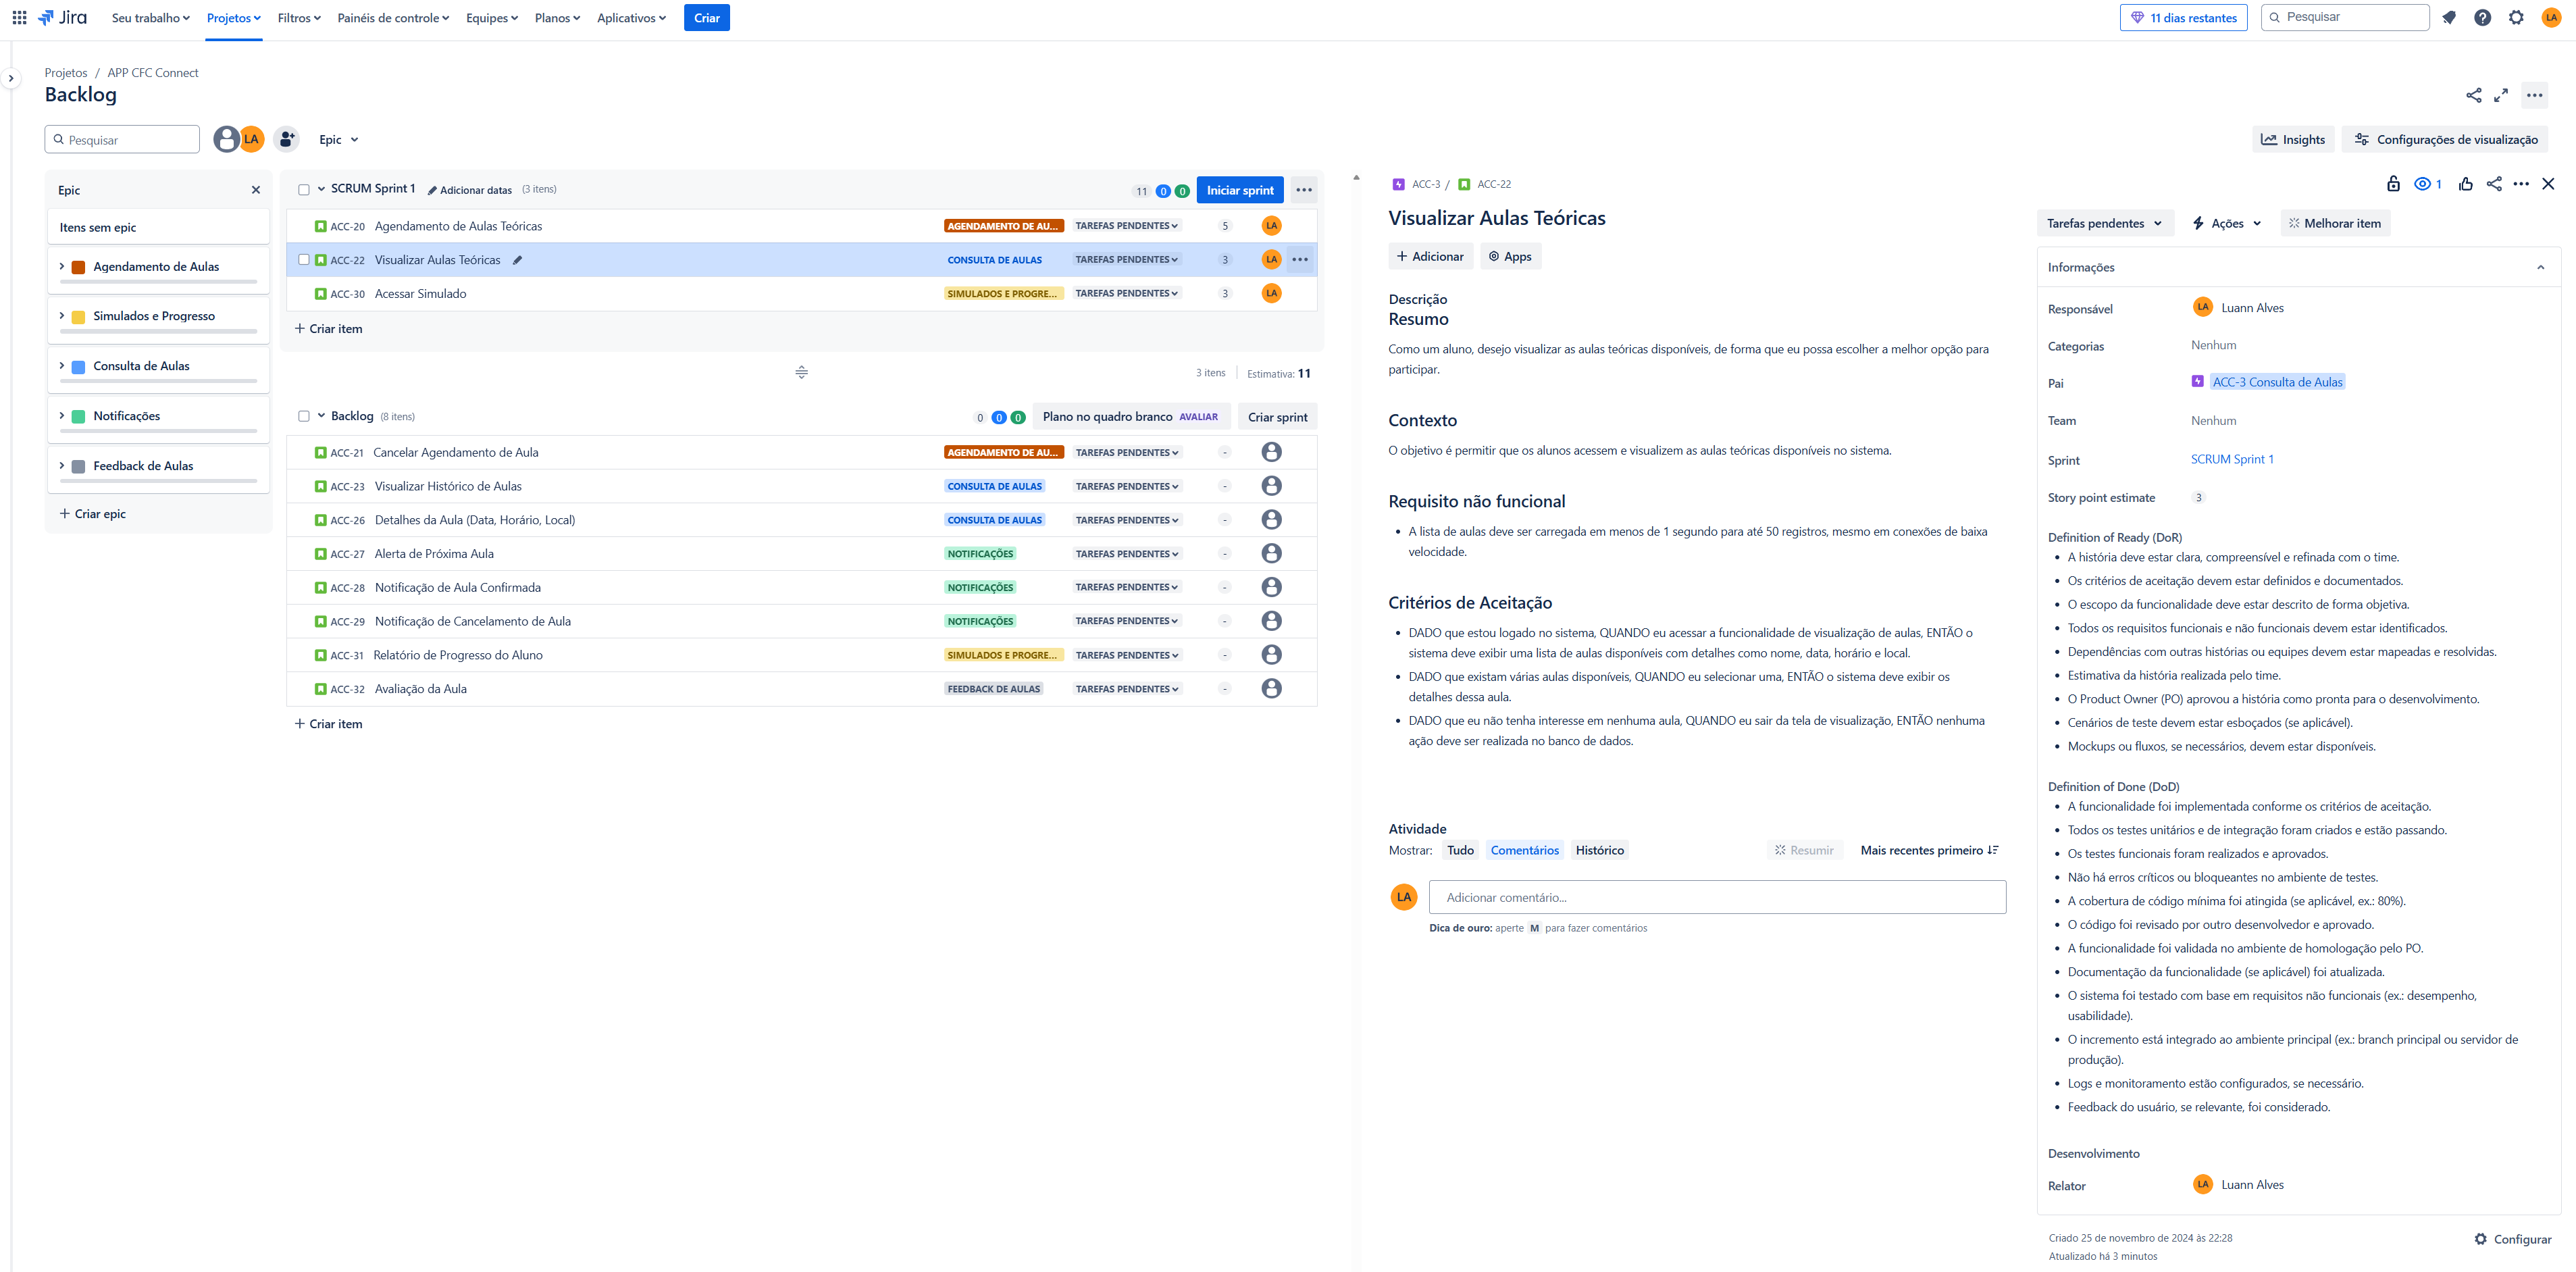 Jira
Seu trabalho
Projetos
Filtros
Painéis de controle
Equipes
Planos
Aplicativos
Criar
11 dias restantes
Pesquisar
LA
Projetos / APP CFC Connect
Backlog
Pesquisar
LA
Epic
Insights
Configurações de visualização
Epic
Itens sem epic
Agendamento de Aulas
Simulados e Progresso
Consulta de Aulas
Notificações
Feedback de Aulas
+ Criar epic
SCRUM Sprint 1 Adicionar datas (3 itens) 11 0 0 Iniciar sprint
ACC-20 Agendamento de Aulas Teóricas AGENDAMENTO DE AU... TAREFAS PENDENTES 5 LA
ACC-22 Visualizar Aulas Teóricas CONSULTA DE AULAS TAREFAS PENDENTES 3 LA
ACC-30 Acessar Simulado SIMULADOS E PROGRE... TAREFAS PENDENTES 3 LA
+ Criar item
3 itens Estimativa: 11
Backlog (8 itens) 0 0 0 Plano no quadro branco AVALIAR Criar sprint
ACC-21 Cancelar Agendamento de Aula AGENDAMENTO DE AU... TAREFAS PENDENTES -
ACC-23 Visualizar Histórico de Aulas CONSULTA DE AULAS TAREFAS PENDENTES -
ACC-26 Detalhes da Aula (Data, Horário, Local) CONSULTA DE AULAS TAREFAS PENDENTES -
ACC-27 Alerta de Próxima Aula NOTIFICAÇÕES TAREFAS PENDENTES -
ACC-28 Notificação de Aula Confirmada NOTIFICAÇÕES TAREFAS PENDENTES -
ACC-29 Notificação de Cancelamento de Aula NOTIFICAÇÕES TAREFAS PENDENTES -
ACC-31 Relatório de Progresso do Aluno SIMULADOS E PROGRE... TAREFAS PENDENTES -
ACC-32 Avaliação da Aula FEEDBACK DE AULAS TAREFAS PENDENTES -
+ Criar item
ACC-3 / ACC-22
1
Visualizar Aulas Teóricas
+ Adicionar
Apps
Descrição
Resumo
Como um aluno, desejo visualizar as aulas teóricas disponíveis, de forma que eu possa escolher a melhor opção para
participar.
Contexto
O objetivo é permitir que os alunos acessem e visualizem as aulas teóricas disponíveis no sistema.
Requisito não funcional
• A lista de aulas deve ser carregada em menos de 1 segundo para até 50 registros, mesmo em conexões de baixa
velocidade.
Critérios de Aceitação
• DADO que estou logado no sistema, QUANDO eu acessar a funcionalidade de visualização de aulas, ENTÃO o
sistema deve exibir uma lista de aulas disponíveis com detalhes como nome, data, horário e local.
• DADO que existam várias aulas disponíveis, QUANDO eu selecionar uma, ENTÃO o sistema deve exibir os
detalhes dessa aula.
• DADO que eu não tenha interesse em nenhuma aula, QUANDO eu sair da tela de visualização, ENTÃO nenhuma
ação deve ser realizada no banco de dados.
Atividade
Mostrar: Tudo Comentários Histórico Resumir Mais recentes primeiro
LA
Adicionar comentário...
Dica de ouro: aperte M para fazer comentários
Tarefas pendentes
Ações
Melhorar item
Informações
Responsável LA Luann Alves
Categorias Nenhum
Pai ACC-3 Consulta de Aulas
Team Nenhum
Sprint SCRUM Sprint 1
Story point estimate 3
Definition of Ready (DoR)
• A história deve estar clara, compreensível e refinada com o time.
• Os critérios de aceitação devem estar definidos e documentados.
• O escopo da funcionalidade deve estar descrito de forma objetiva.
• Todos os requisitos funcionais e não funcionais devem estar identificados.
• Dependências com outras histórias ou equipes devem estar mapeadas e resolvidas.
• Estimativa da história realizada pelo time.
• O Product Owner (PO) aprovou a história como pronta para o desenvolvimento.
• Cenários de teste devem estar esboçados (se aplicável).
• Mockups ou fluxos, se necessários, devem estar disponíveis.
Definition of Done (DoD)
• A funcionalidade foi implementada conforme os critérios de aceitação.
• Todos os testes unitários e de integração foram criados e estão passando.
• Os testes funcionais foram realizados e aprovados.
• Não há erros críticos ou bloqueantes no ambiente de testes.
• A cobertura de código mínima foi atingida (se aplicável, ex.: 80%).
• O código foi revisado por outro desenvolvedor e aprovado.
• A funcionalidade foi validada no ambiente de homologação pelo PO.
• Documentação da funcionalidade (se aplicável) foi atualizada.
• O sistema foi testado com base em requisitos não funcionais (ex.: desempenho,
usabilidade).
• O incremento está integrado ao ambiente principal (ex.: branch principal ou servidor de
produção).
• Logs e monitoramento estão configurados, se necessário.
• Feedback do usuário, se relevante, foi considerado.
Desenvolvimento
Relator LA Luann Alves
Criado 25 de novembro de 2024 às 22:28
Atualizado há 3 minutos
Configurar